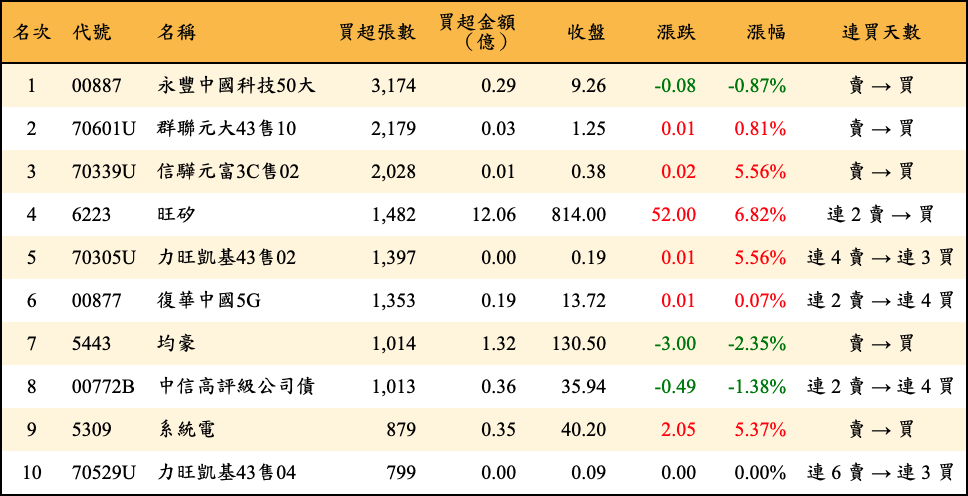 名次 代號 名稱 買超張數 買超金額（億） 收盤 漲跌 漲幅 連買天數
1 00887 永豐中國科技50大 3,174 0.29 9.26 -0.08 -0.87% 賣 → 買
2 70601U 群聯元大43售10 2,179 0.03 1.25 0.01 0.81% 賣 → 買
3 70339U 信驊元富3C售02 2,028 0.01 0.38 0.02 5.56% 賣 → 買
4 6223 旺矽 1,482 12.06 814.00 52.00 6.82% 連 2 賣 → 買
5 70305U 力旺凱基43售02 1,397 0.00 0.19 0.01 5.56% 連 4 賣 → 連 3 買
6 00877 復華中國5G 1,353 0.19 13.72 0.01 0.07% 連 2 賣 → 連 4 買
7 5443 均豪 1,014 1.32 130.50 -3.00 -2.35% 賣 → 買
8 00772B 中信高評級公司債 1,013 0.36 35.94 -0.49 -1.38% 連 2 賣 → 連 4 買
9 5309 系統電 879 0.35 40.20 2.05 5.37% 賣 → 買
10 70529U 力旺凱基43售04 799 0.00 0.09 0.00 0.00% 連 6 賣 → 連 3 買